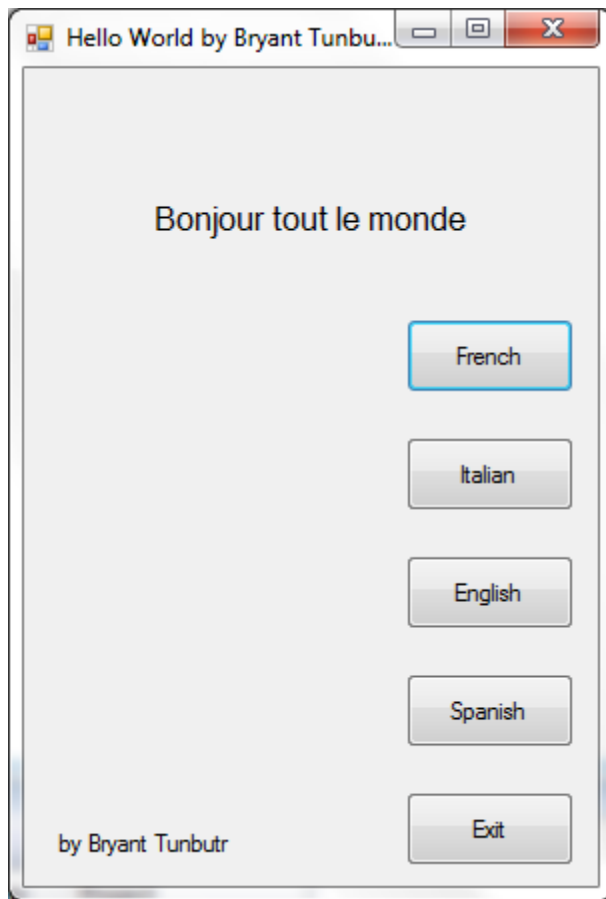 Hello World by Bryant Tunbu...
Bonjour tout le monde
French
Italian
English
Spanish
by Bryant Tunbutr
Exit